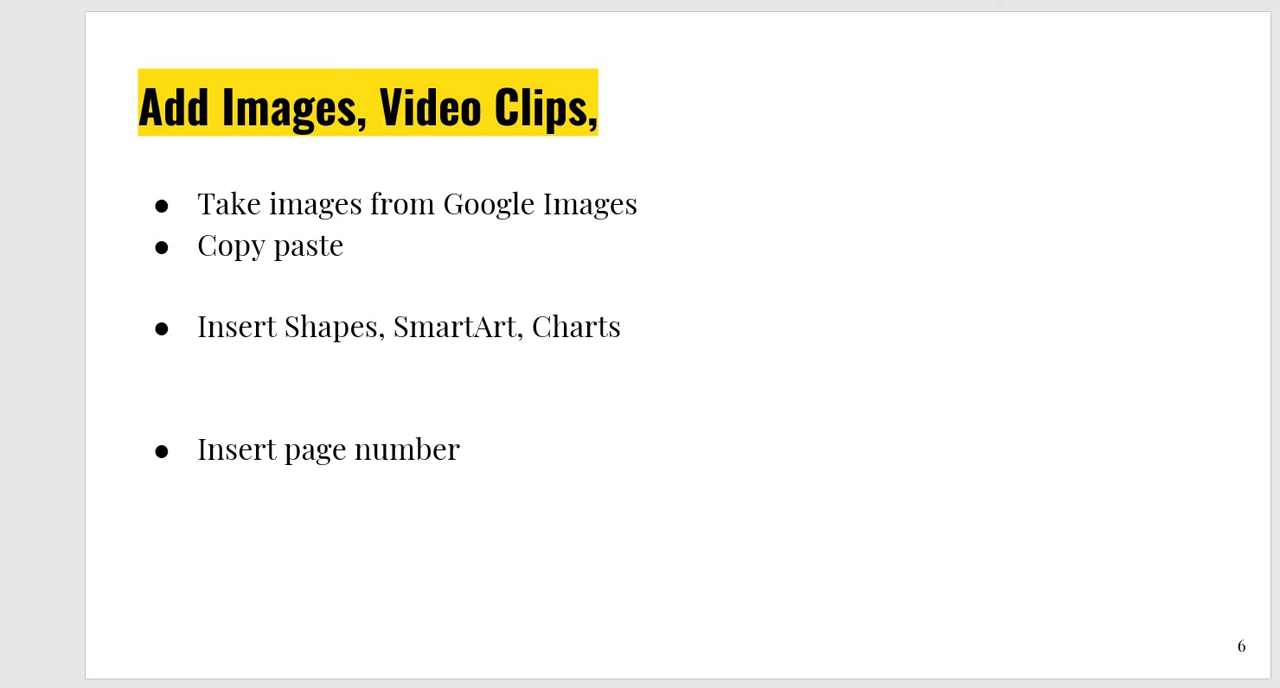 Add Images, Video Clips,
● Take images from Google Images
● Copy paste
● Insert Shapes, SmartArt, Charts
● Insert page number
6